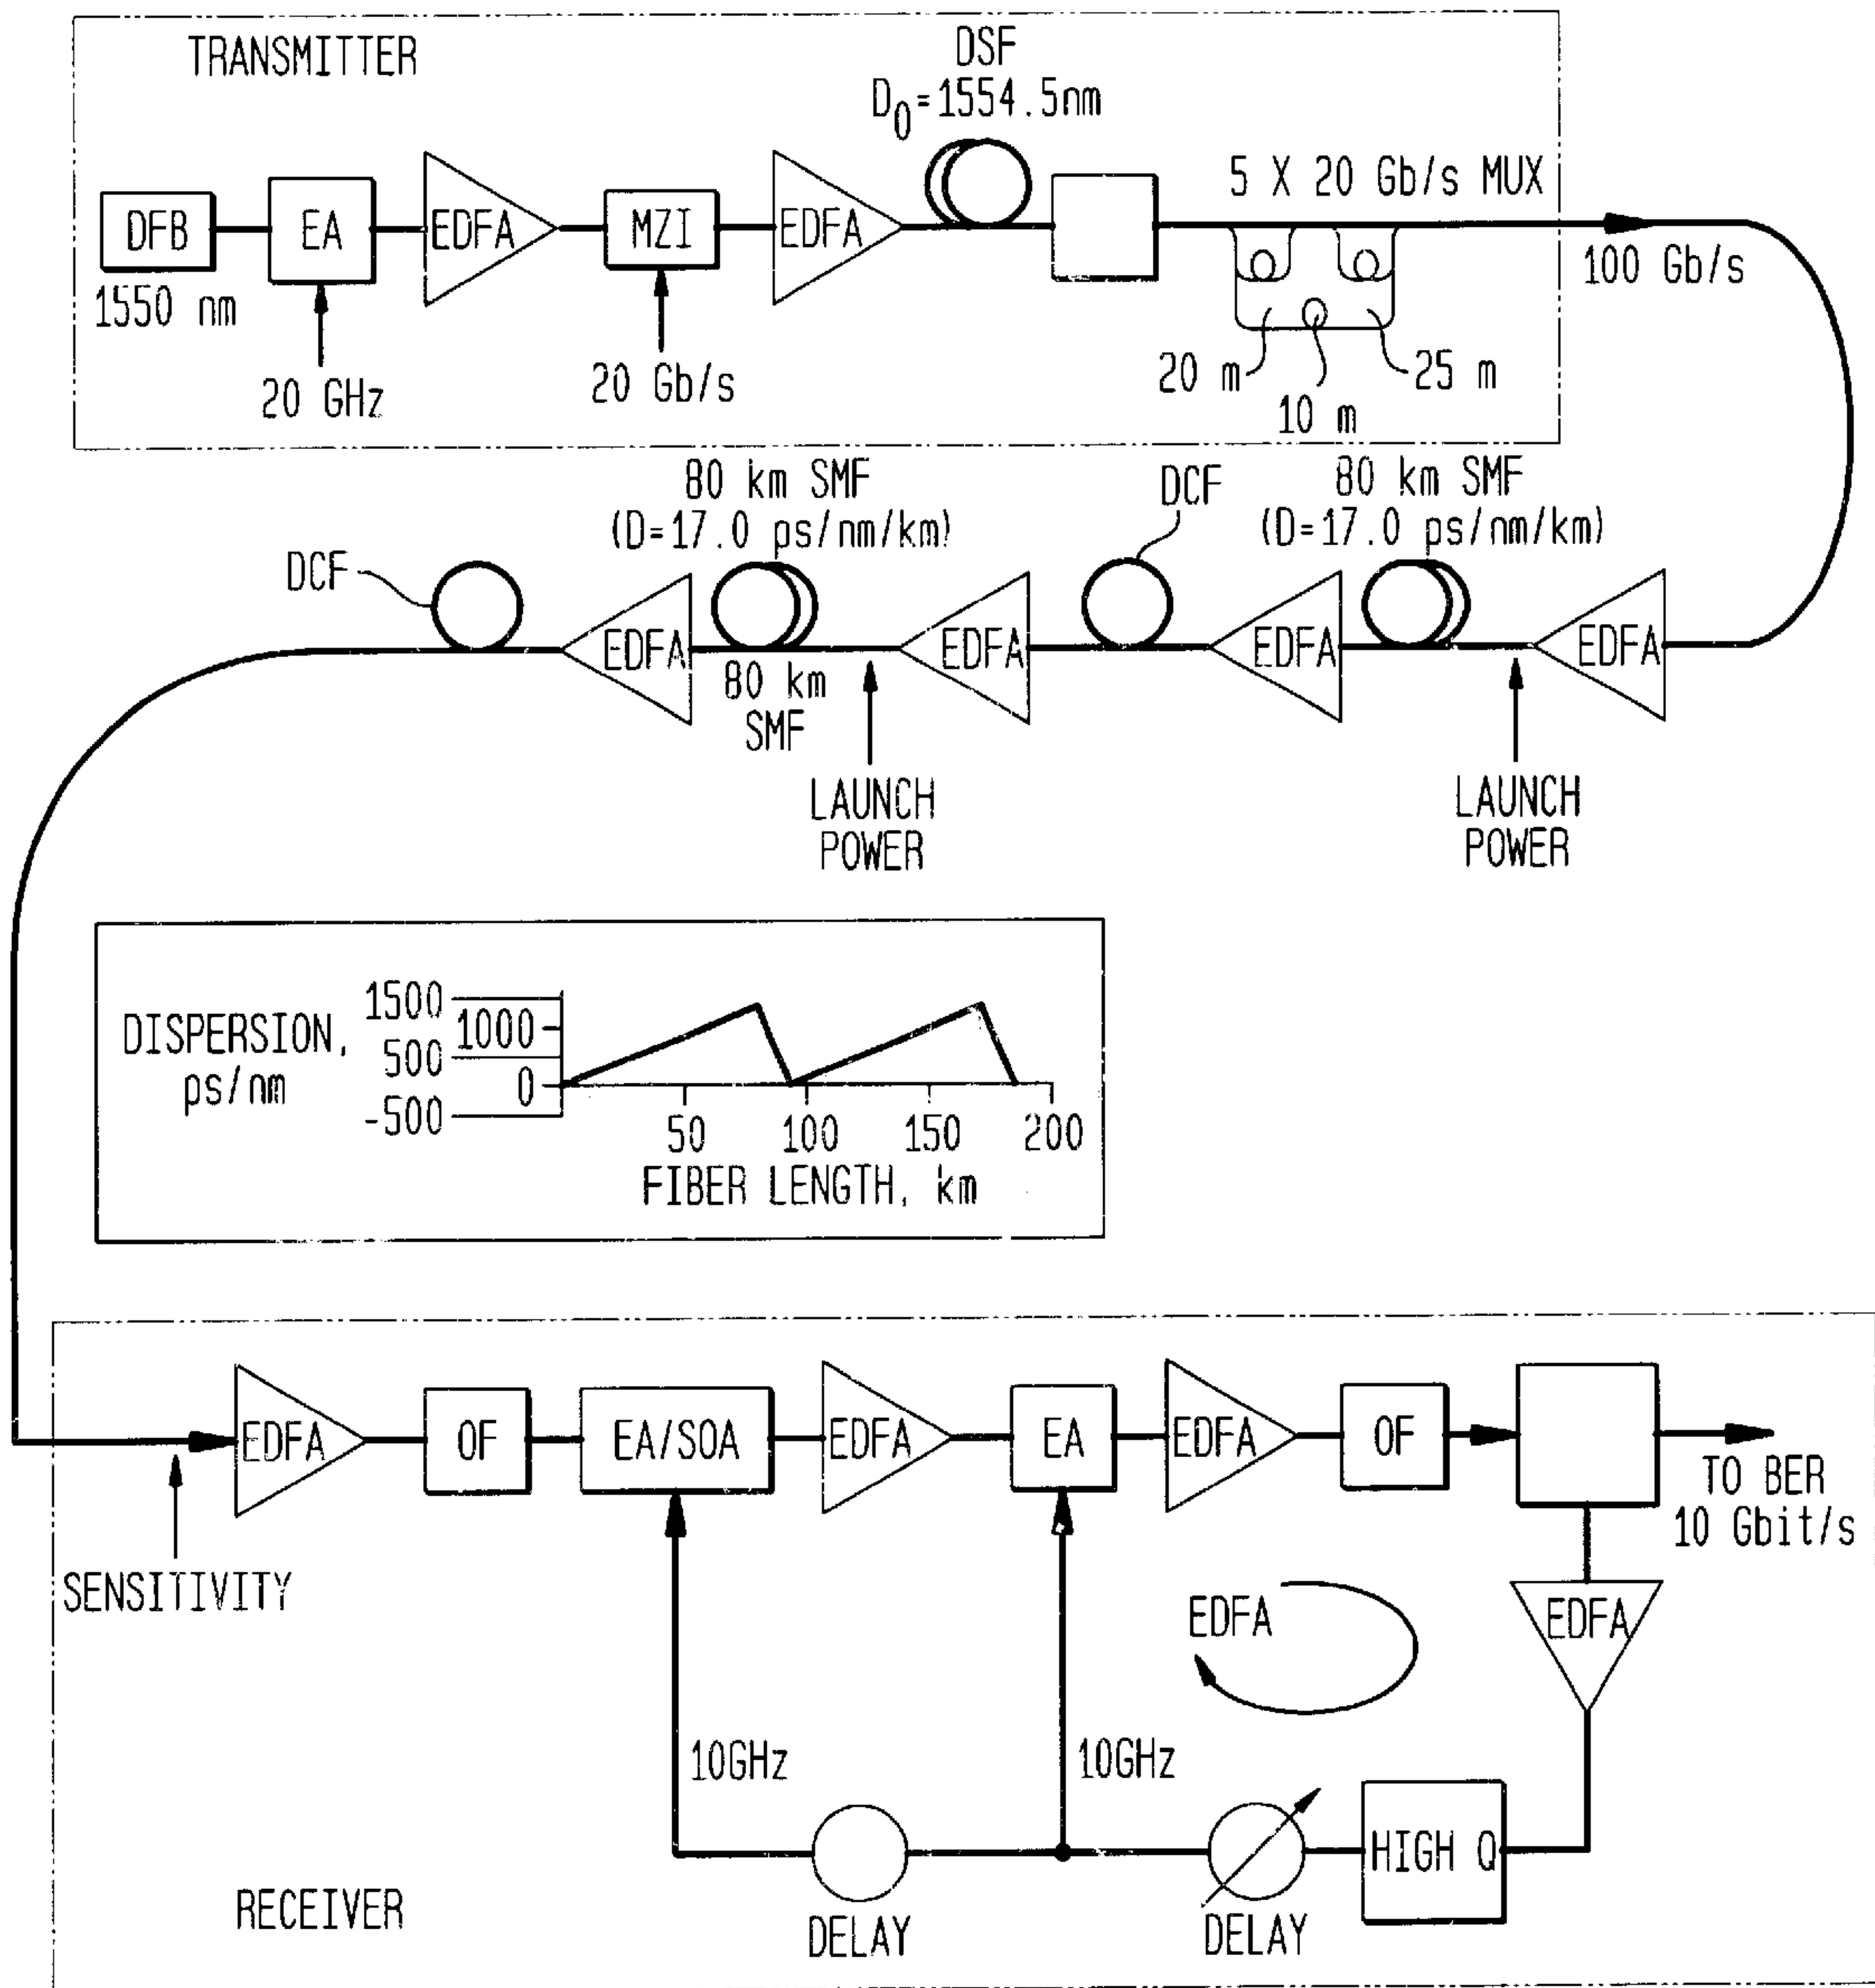 TRANSMITTER
DSF
D0=1554.5nm
5 X 20 Gb/s MUX
DFB
EA
EDFA
MZI
EDFA
1550 nm
20 GHz
20 Gb/s
20 m
10 m
25 m
100 Gb/s
80 km SMF
(D=17.0 ps/nm/km)
DCF
80 km SMF
(D=17.0 ps/nm/km)
DCF
EDFA
EDFA
EDFA
EDFA
80 km
SMF
LAUNCH
POWER
LAUNCH
POWER
DISPERSION,
ps/nm
1500
1000
500
0
-500
50
100
150
200
FIBER LENGTH, km
EDFA
OF
EA/SOA
EDFA
EA
EDFA
OF
TO BER
10 Gbit/s
SENSITIVITY
EDFA
EDFA
10GHz
10GHz
HIGH Q
DELAY
DELAY
RECEIVER